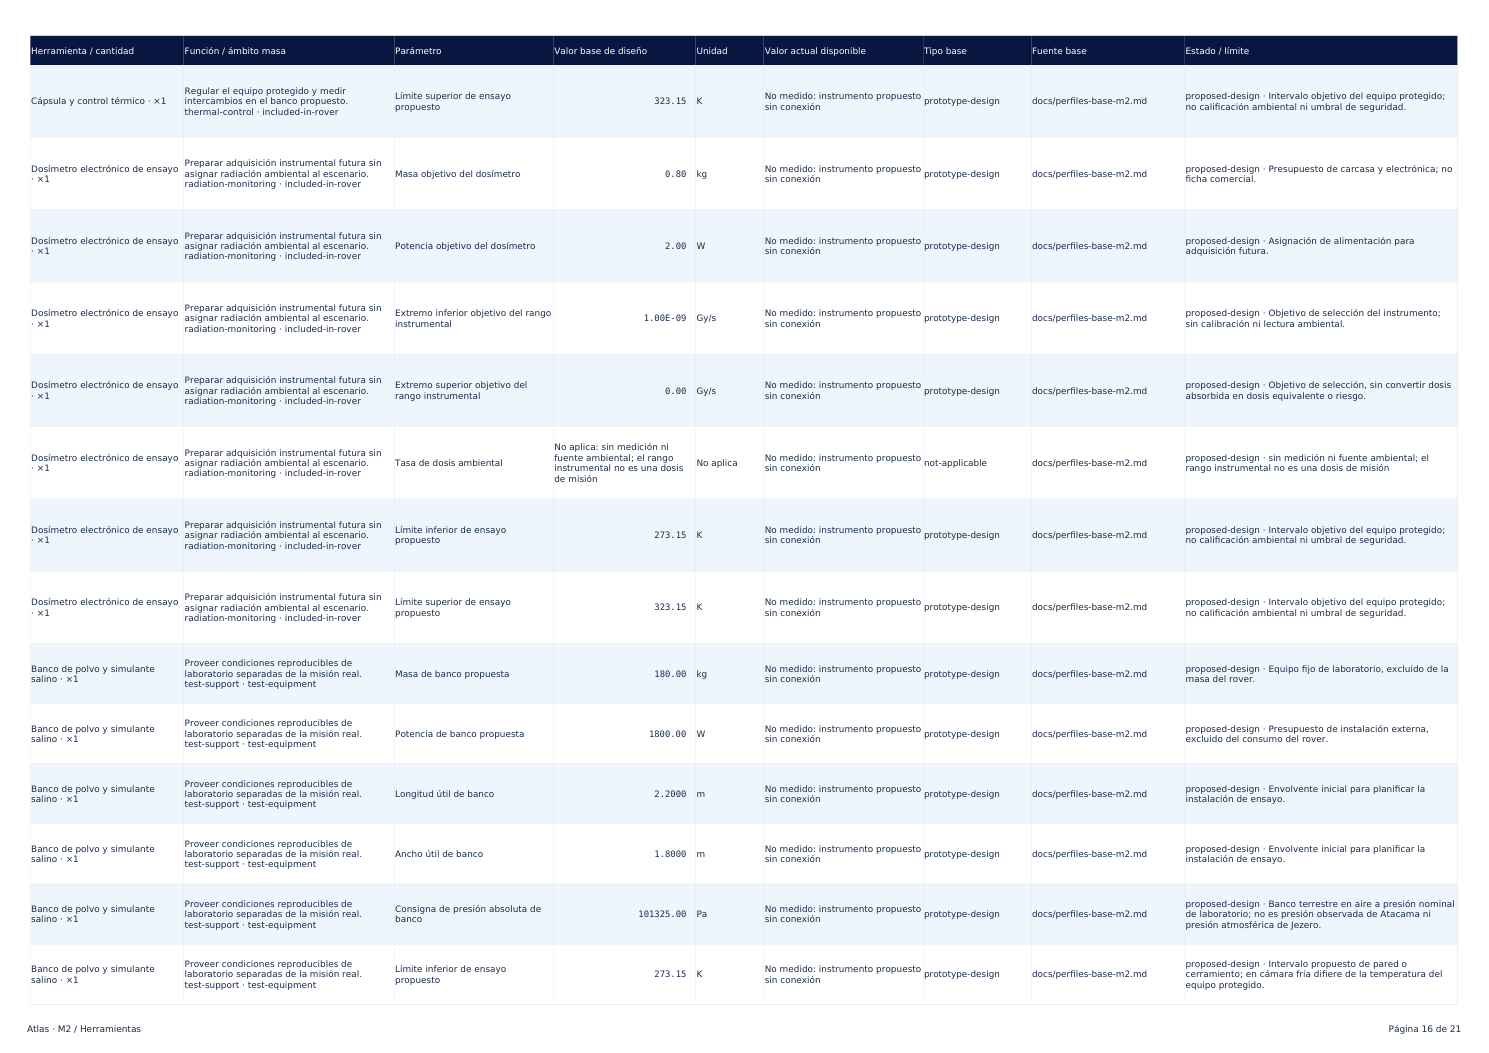 Herramienta / cantidad Función / ámbito masa Parámetro Valor base de diseño Unidad Valor actual disponible Tipo base Fuente base Estado / límite
Cápsula y control térmico · ×1
Regular el equipo protegido y medir
intercambios en el banco propuesto.
thermal-control · included-in-rover
Límite superior de ensayo
propuesto
323.15 K
No medido: instrumento propuesto
sin conexión
prototype-design docs/perfiles-base-m2.md
proposed-design · Intervalo objetivo del equipo protegido;
no calificación ambiental ni umbral de seguridad.
Dosímetro electrónico de ensayo
· ×1
Preparar adquisición instrumental futura sin
asignar radiación ambiental al escenario.
radiation-monitoring · included-in-rover
Masa objetivo del dosímetro
0.80 kg
No medido: instrumento propuesto
sin conexión
prototype-design docs/perfiles-base-m2.md
proposed-design · Presupuesto de carcasa y electrónica; no
ficha comercial.
Dosímetro electrónico de ensayo
· ×1
Preparar adquisición instrumental futura sin
asignar radiación ambiental al escenario.
radiation-monitoring · included-in-rover
Potencia objetivo del dosímetro
2.00 W
No medido: instrumento propuesto
sin conexión
prototype-design docs/perfiles-base-m2.md
proposed-design · Asignación de alimentación para
adquisición futura.
Dosímetro electrónico de ensayo
· ×1
Preparar adquisición instrumental futura sin
asignar radiación ambiental al escenario.
radiation-monitoring · included-in-rover
Extremo inferior objetivo del rango
instrumental
1.00E-09 Gy/s
No medido: instrumento propuesto
sin conexión
prototype-design docs/perfiles-base-m2.md
proposed-design · Objetivo de selección del instrumento;
sin calibración ni lectura ambiental.
Dosímetro electrónico de ensayo
· ×1
Preparar adquisición instrumental futura sin
asignar radiación ambiental al escenario.
radiation-monitoring · included-in-rover
Extremo superior objetivo del
rango instrumental
0.00 Gy/s
No medido: instrumento propuesto
sin conexión
prototype-design docs/perfiles-base-m2.md
proposed-design · Objetivo de selección, sin convertir dosis
absorbida en dosis equivalente o riesgo.
Dosímetro electrónico de ensayo
· ×1
Preparar adquisición instrumental futura sin
asignar radiación ambiental al escenario.
radiation-monitoring · included-in-rover
Tasa de dosis ambiental
No aplica: sin medición ni
fuente ambiental; el rango
instrumental no es una dosis
de misión
No aplica
No medido: instrumento propuesto
sin conexión
not-applicable docs/perfiles-base-m2.md
proposed-design · sin medición ni fuente ambiental; el
rango instrumental no es una dosis de misión
Dosímetro electrónico de ensayo
· ×1
Preparar adquisición instrumental futura sin
asignar radiación ambiental al escenario.
radiation-monitoring · included-in-rover
Límite inferior de ensayo
propuesto
273.15 K
No medido: instrumento propuesto
sin conexión
prototype-design docs/perfiles-base-m2.md
proposed-design · Intervalo objetivo del equipo protegido;
no calificación ambiental ni umbral de seguridad.
Dosímetro electrónico de ensayo
· ×1
Preparar adquisición instrumental futura sin
asignar radiación ambiental al escenario.
radiation-monitoring · included-in-rover
Límite superior de ensayo
propuesto
323.15 K
No medido: instrumento propuesto
sin conexión
prototype-design docs/perfiles-base-m2.md
proposed-design · Intervalo objetivo del equipo protegido;
no calificación ambiental ni umbral de seguridad.
Banco de polvo y simulante
salino · ×1
Proveer condiciones reproducibles de
laboratorio separadas de la misión real.
test-support · test-equipment
Masa de banco propuesta
180.00 kg
No medido: instrumento propuesto
sin conexión
prototype-design docs/perfiles-base-m2.md
proposed-design · Equipo fijo de laboratorio, excluido de la
masa del rover.
Banco de polvo y simulante
salino · ×1
Proveer condiciones reproducibles de
laboratorio separadas de la misión real.
test-support · test-equipment
Potencia de banco propuesta
1800.00 W
No medido: instrumento propuesto
sin conexión
prototype-design docs/perfiles-base-m2.md
proposed-design · Presupuesto de instalación externa,
excluido del consumo del rover.
Banco de polvo y simulante
salino · ×1
Proveer condiciones reproducibles de
laboratorio separadas de la misión real.
test-support · test-equipment
Longitud útil de banco
2.2000 m
No medido: instrumento propuesto
sin conexión
prototype-design docs/perfiles-base-m2.md
proposed-design · Envolvente inicial para planificar la
instalación de ensayo.
Banco de polvo y simulante
salino · ×1
Proveer condiciones reproducibles de
laboratorio separadas de la misión real.
test-support · test-equipment
Ancho útil de banco
1.8000 m
No medido: instrumento propuesto
sin conexión
prototype-design docs/perfiles-base-m2.md
proposed-design · Envolvente inicial para planificar la
instalación de ensayo.
Banco de polvo y simulante
salino · ×1
Proveer condiciones reproducibles de
laboratorio separadas de la misión real.
test-support · test-equipment
Consigna de presión absoluta de
banco
101325.00 Pa
No medido: instrumento propuesto
sin conexión
prototype-design docs/perfiles-base-m2.md
proposed-design · Banco terrestre en aire a presión nominal
de laboratorio; no es presión observada de Atacama ni
presión atmosférica de Jezero.
Banco de polvo y simulante
salino · ×1
Proveer condiciones reproducibles de
laboratorio separadas de la misión real.
test-support · test-equipment
Límite inferior de ensayo
propuesto
273.15 K
No medido: instrumento propuesto
sin conexión
prototype-design docs/perfiles-base-m2.md
proposed-design · Intervalo propuesto de pared o
cerramiento; en cámara fría difiere de la temperatura del
equipo protegido.
Atlas · M2 / Herramientas Página 16 de 21